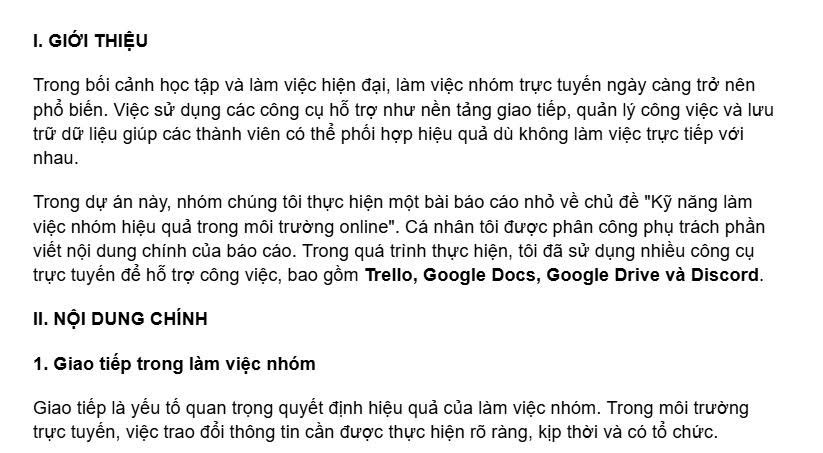 I. GIỚI THIỆU
Trong bối cảnh học tập và làm việc hiện đại, làm việc nhóm trực tuyến ngày càng trở nên
phổ biến. Việc sử dụng các công cụ hỗ trợ như nền tảng giao tiếp, quản lý công việc và lưu
trữ dữ liệu giúp các thành viên có thể phối hợp hiệu quả dù không làm việc trực tiếp với
nhau.
Trong dự án này, nhóm chúng tôi thực hiện một bài báo cáo nhỏ về chủ đề "Kỹ năng làm
việc nhóm hiệu quả trong môi trường online". Cá nhân tôi được phân công phụ trách phần
viết nội dung chính của báo cáo. Trong quá trình thực hiện, tôi đã sử dụng nhiều công cụ
trực tuyến để hỗ trợ công việc, bao gồm Trello, Google Docs, Google Drive và Discord.
II. NỘI DUNG CHÍNH
1. Giao tiếp trong làm việc nhóm
Giao tiếp là yếu tố quan trọng quyết định hiệu quả của làm việc nhóm. Trong môi trường
trực tuyến, việc trao đổi thông tin cần được thực hiện rõ ràng, kịp thời và có tổ chức.